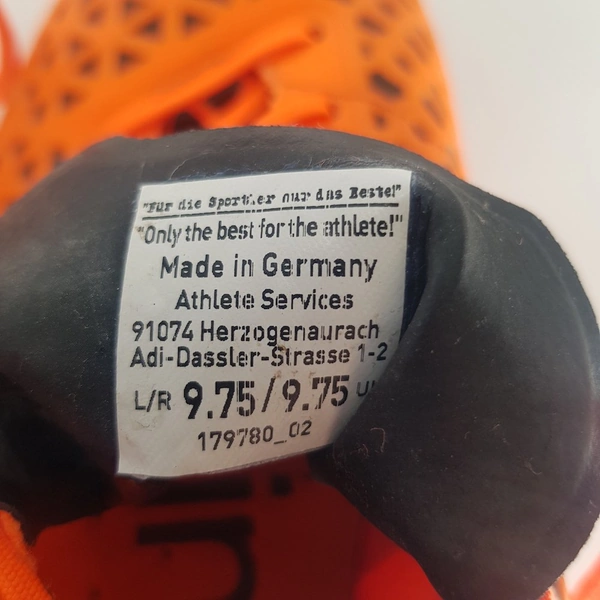 "Für die Sportler nur das Beste!"
"Only the best for the athlete!"
Made in Germany
Athlete Services
91074 Herzogenaurach
Adi-Dassler-Strasse 1-2
L/R 9.75/9.75
179780_02